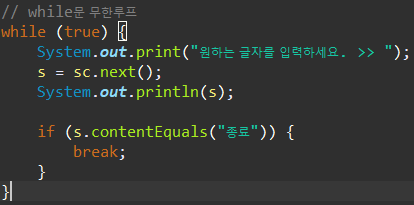 // while문 무한루프
while (true) {
System.out.print("원하는 글자를 입력하세요. >> ");
s = sc.next();
System.out.println(s);
if (s.contentEquals("종료")) {
break;
}
}